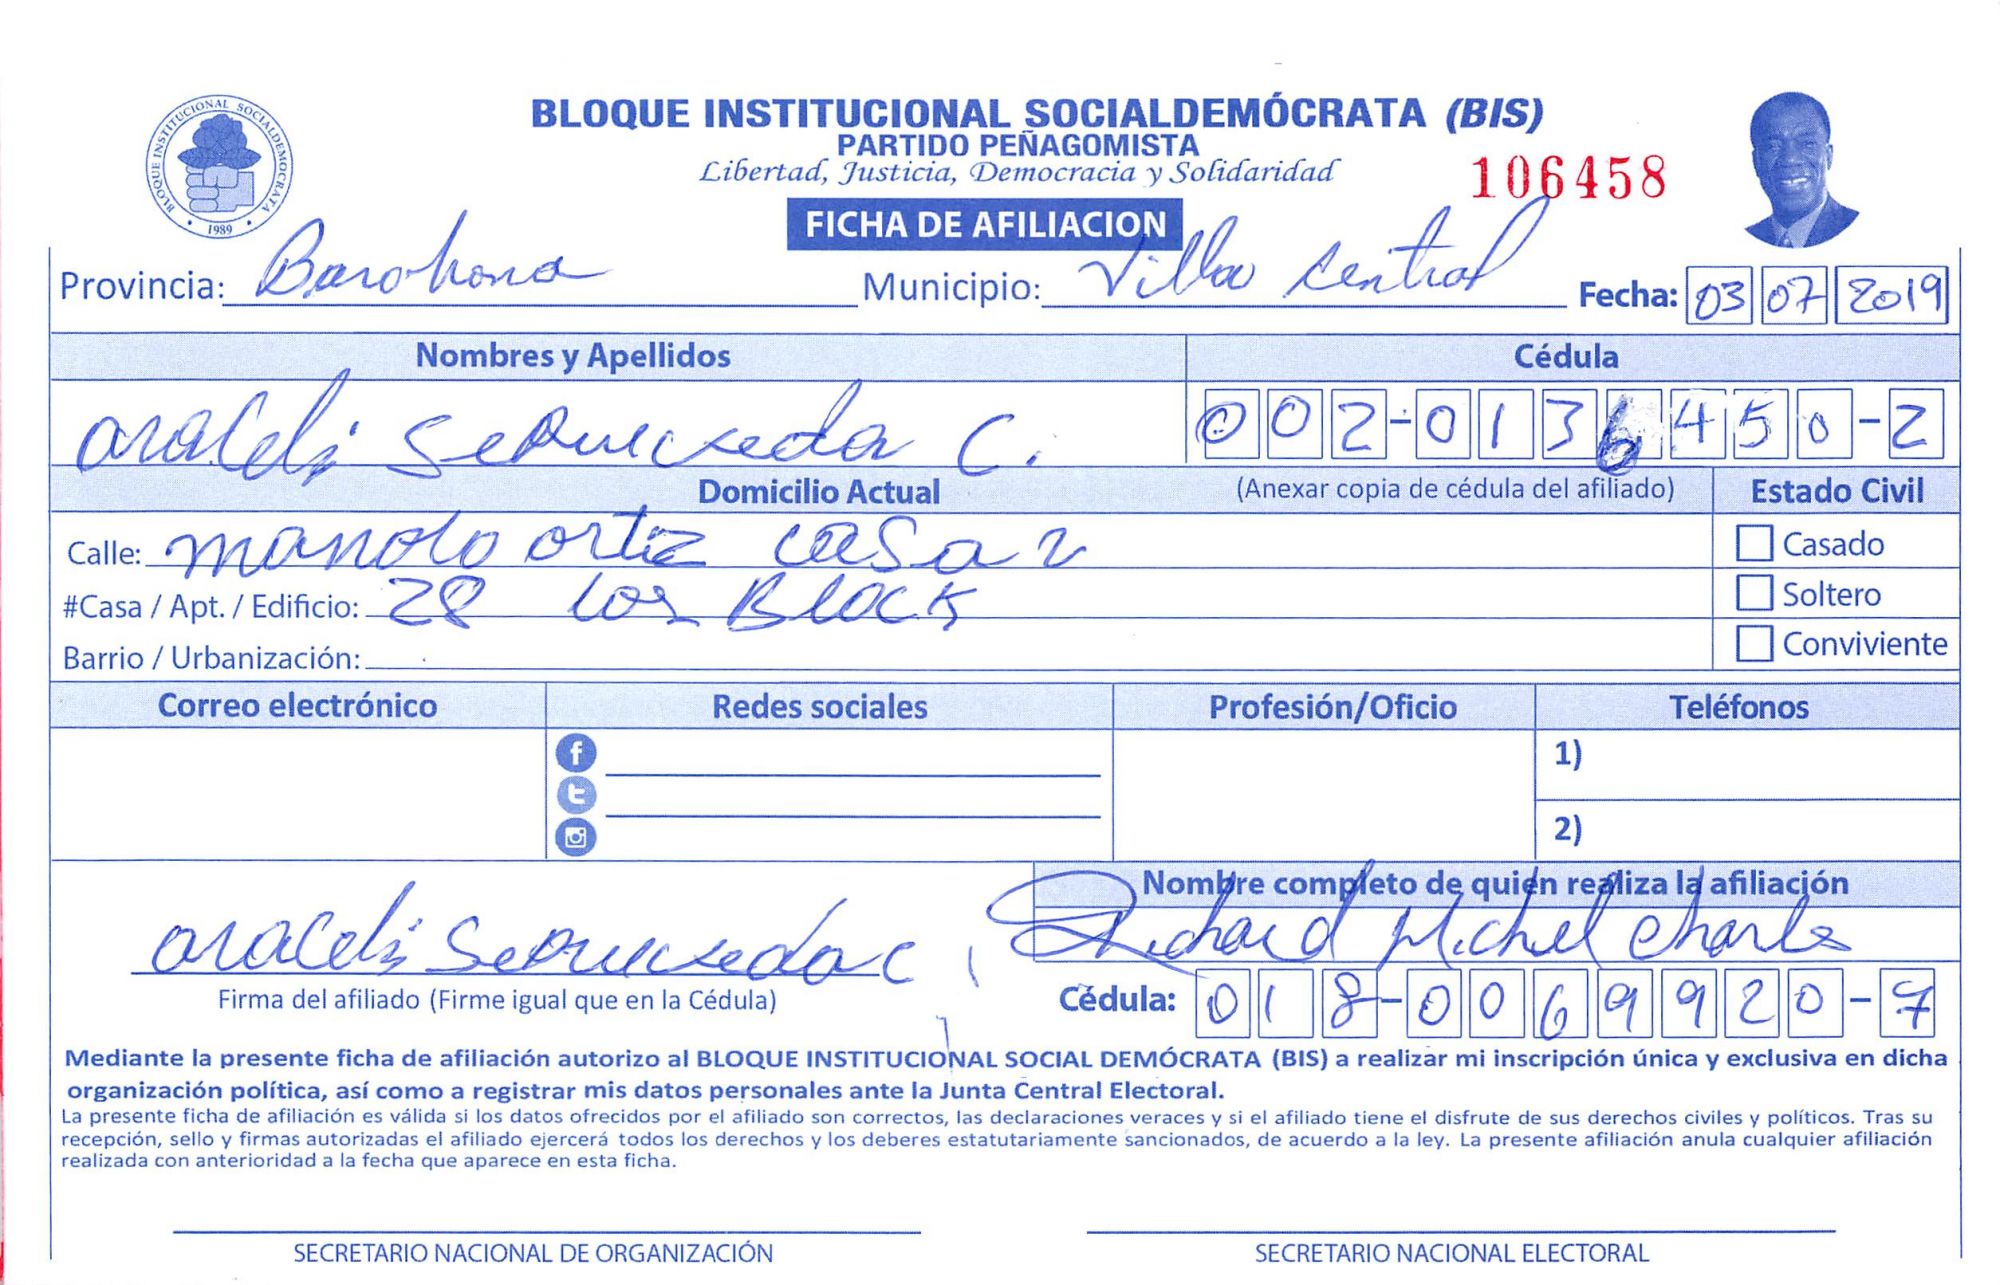 BLOQUE INSTITUCIONAL SOCIALDEMOCRATA
1989
BLOQUE INSTITUCIONAL SOCIALDEMÓCRATA (BIS)
PARTIDO PEÑAGOMISTA
Libertad, Justicia, Democracia y Solidaridad
106458
FICHA DE AFILIACION
Provincia: Barahona Municipio: Villa Central Fecha: 03 07 2019
Nombres y Apellidos Cédula
aracelis C. 002-0136450-2
Domicilio Actual (Anexar copia de cédula del afiliado) Estado Civil
Calle: manolo ortiz casa 2 Casado
#Casa / Apt. / Edificio: 28 los Block Soltero
Barrio / Urbanización: Conviviente
Correo electrónico Redes sociales Profesión/Oficio Teléfonos
1)
2)
Nombre completo de quien realiza la afiliación
aracelis C Richard Michel Charles
Firma del afiliado (Firme igual que en la Cédula) Cédula: 018-0069920-7
Mediante la presente ficha de afiliación autorizo al BLOQUE INSTITUCIONAL SOCIAL DEMÓCRATA (BIS) a realizar mi inscripción única y exclusiva en dicha
organización política, así como a registrar mis datos personales ante la Junta Central Electoral.
La presente ficha de afiliación es válida si los datos ofrecidos por el afiliado son correctos, las declaraciones veraces y si el afiliado tiene el disfrute de sus derechos civiles y políticos. Tras su
recepción, sello y firmas autorizadas el afiliado ejercerá todos los derechos y los deberes estatutariamente sancionados, de acuerdo a la ley. La presente afiliación anula cualquier afiliación
realizada con anterioridad a la fecha que aparece en esta ficha.
SECRETARIO NACIONAL DE ORGANIZACIÓN SECRETARIO NACIONAL ELECTORAL